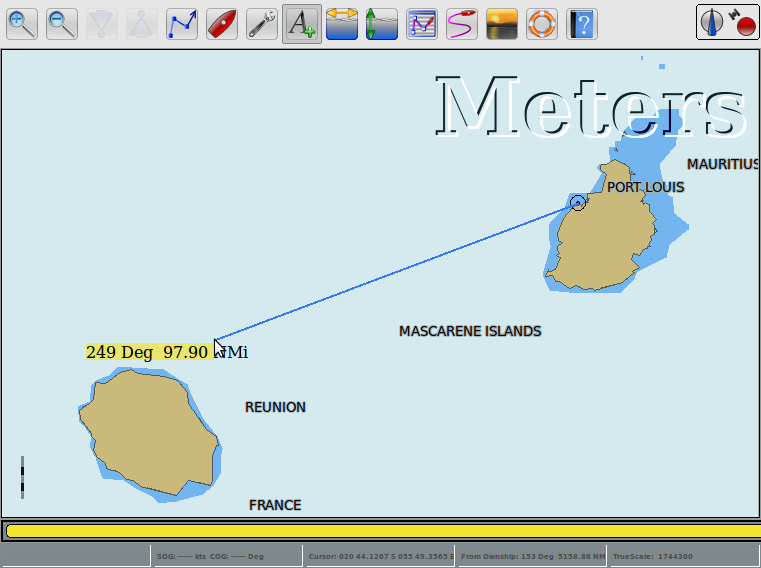 Meters
MAURITIUS
PORT LOUIS
MASCARENE ISLANDS
249 Deg 97.90 NMi
REUNION
FRANCE
SOG: ----- kts COG: ----- Deg
Cursor: 020 44.1267 S 055 49.3565 E
From Ownship: 153 Deg 5158.88 NM
TrueScale: 1744300